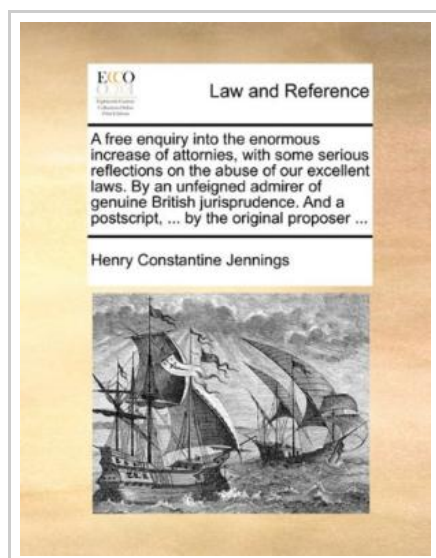 ECCO
Law and Reference
A free enquiry into the enormous
increase of attornies, with some serious
reflections on the abuse of our excellent
laws. By an unfeigned admirer of
genuine British jurisprudence. And a
postscript, ... by the original proposer ...
Henry Constantine Jennings